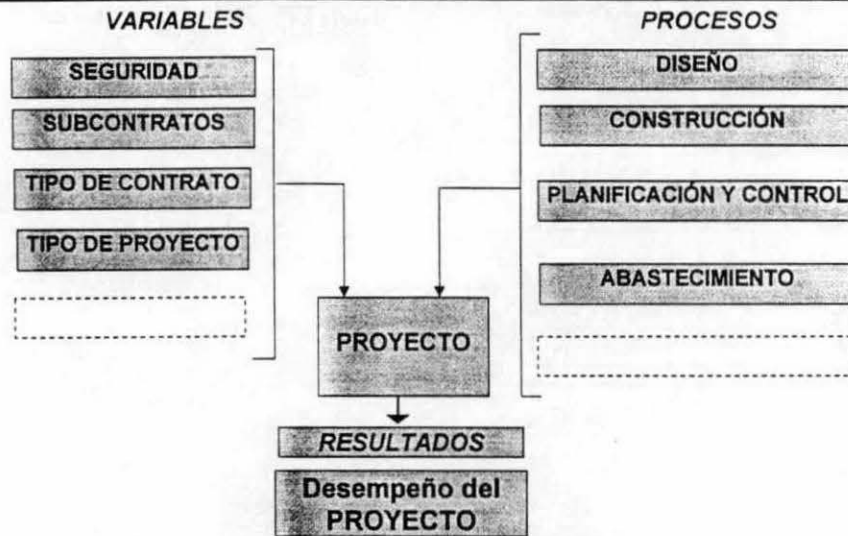 VARIABLES
SEGURIDAD
SUBCONTRATOS
TIPO DE CONTRATO
TIPO DE PROYECTO
PROCESOS
DISEÑO
CONSTRUCCIÓN
PLANIFICACIÓN Y CONTROL
ABASTECIMIENTO
PROYECTO
RESULTADOS
Desempeño del
PROYECTO